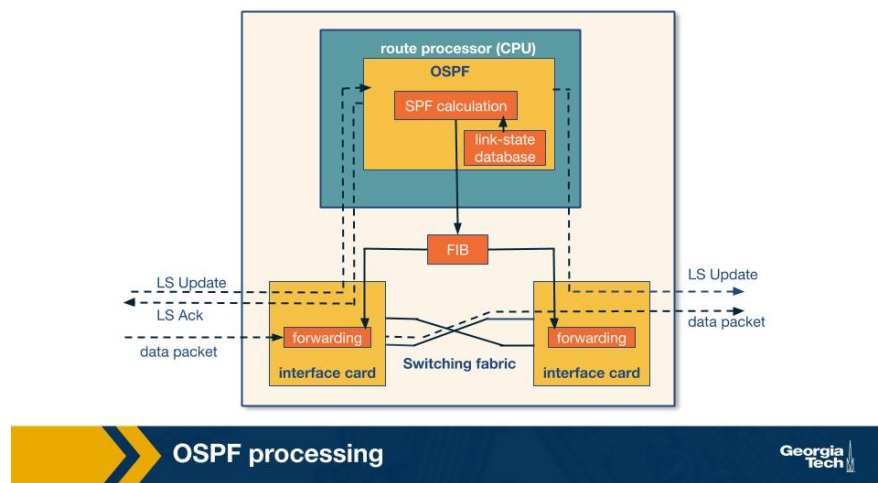 route processor (CPU)
OSPF
SPF calculation
link-state
database
FIB
LS Update
LS Ack
data packet
LS Update
data packet
forwarding
forwarding
Switching fabric
interface card
interface card
OSPF processing
Georgia
Tech